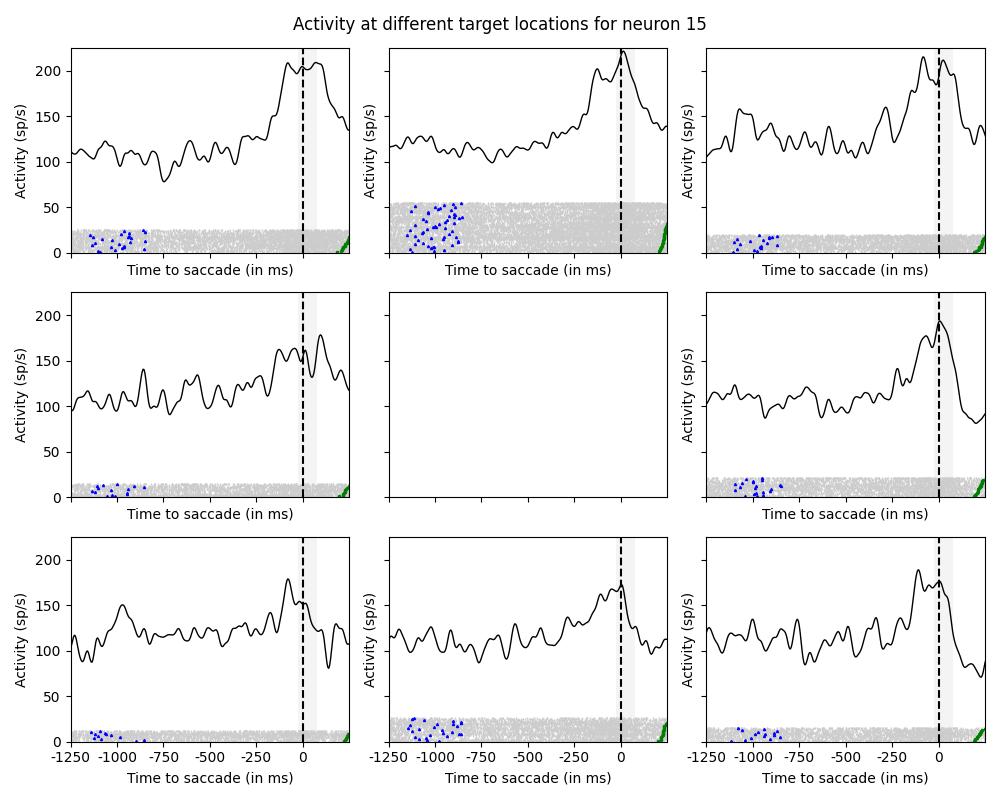 Activity at different target locations for neuron 15
200
150
100
50
0
Activity (sp/s)
Time to saccade (in ms)
Activity (sp/s)
Time to saccade (in ms)
Activity (sp/s)
Time to saccade (in ms)
200
150
100
50
0
Activity (sp/s)
Time to saccade (in ms)
Activity (sp/s)
Time to saccade (in ms)
200
150
100
50
0
Activity (sp/s)
-1250 -1000 -750 -500 -250 0
Time to saccade (in ms)
Activity (sp/s)
-1250 -1000 -750 -500 -250 0
Time to saccade (in ms)
Activity (sp/s)
-1250 -1000 -750 -500 -250 0
Time to saccade (in ms)